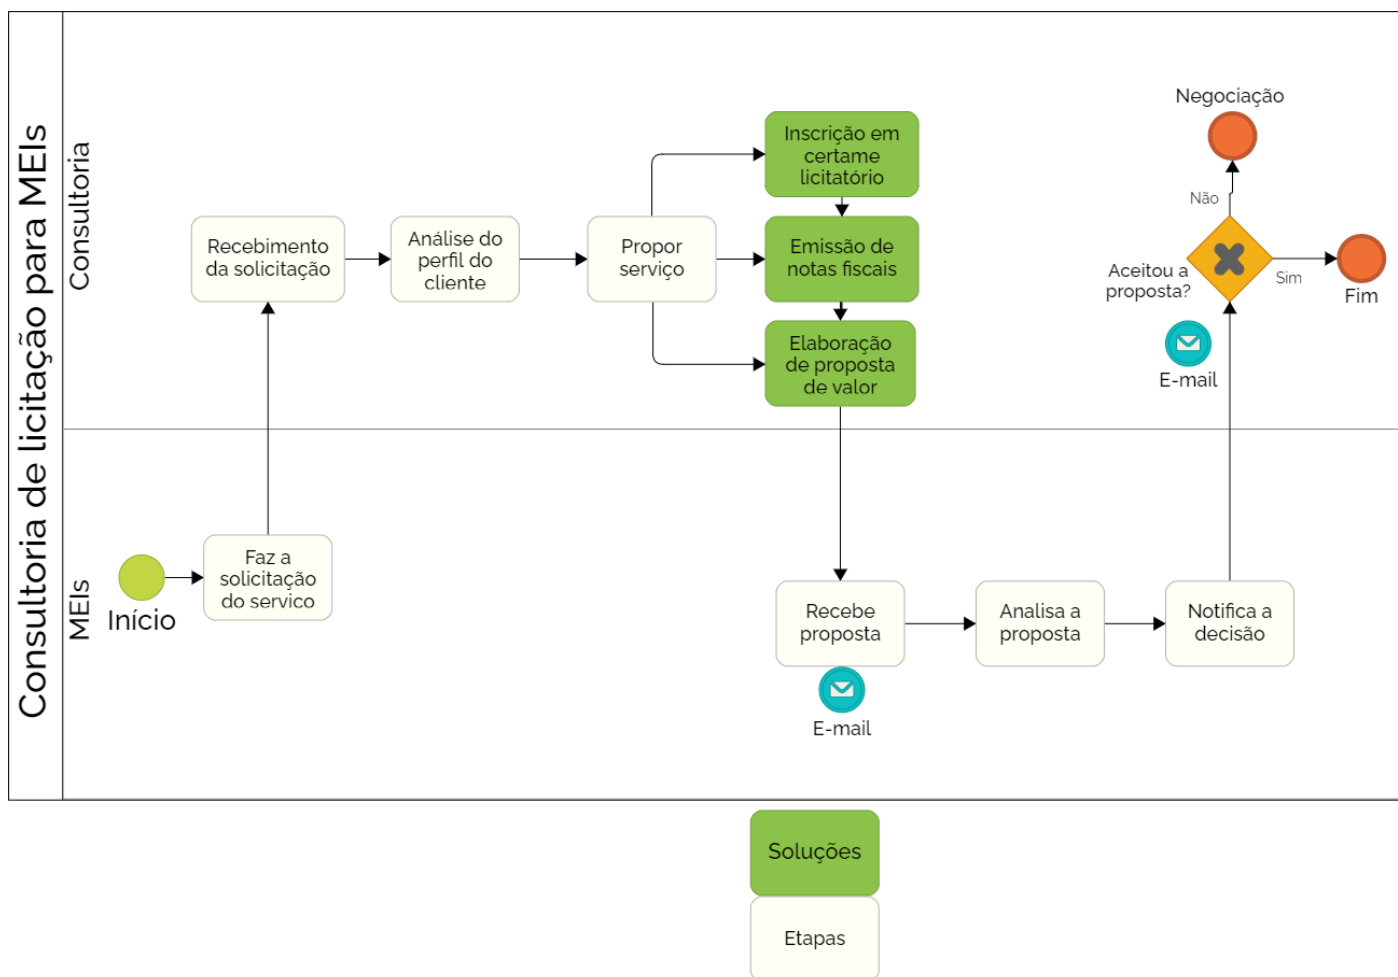 Consultoria de licitação para MEIs
Consultoria
Recebimento
da solicitação
Análise do
perfil do
cliente
Propor
serviço
Inscrição em
certame
licitatório
Emissão de
notas fiscais
Elaboração
de proposta
de valor
Negociação
Não
Aceitou a
proposta?
Sim
Fim
E-mail
MEIs
Início
Faz a
solicitação
do servico
Recebe
proposta
E-mail
Analisa a
proposta
Notifica a
decisão
Soluções
Etapas